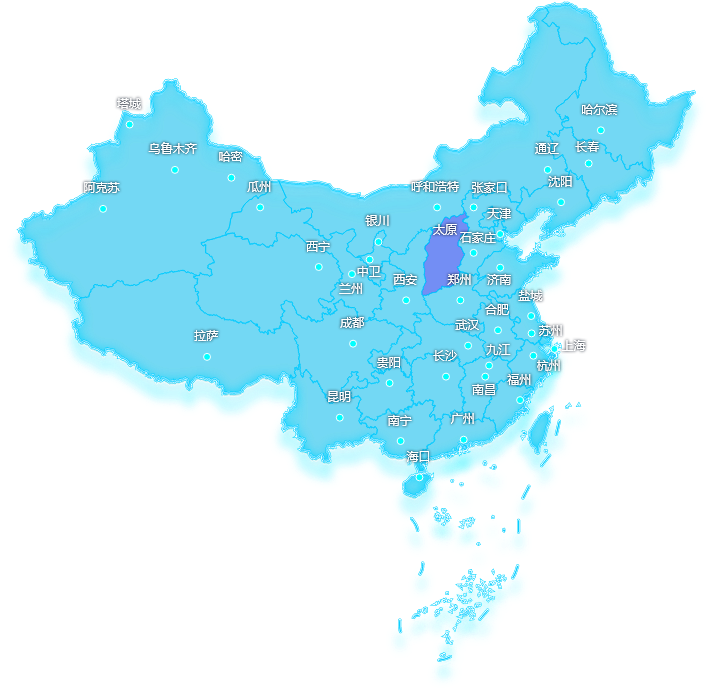 塔城
哈尔滨
乌鲁木齐
长春
通辽
哈密
沈阳
阿克苏
瓜州
呼和浩特
张家口
天津
银川
太原
石家庄
西宁
中卫
西安
郑州
济南
兰州
盐城
合肥
成都
武汉
苏州
拉萨
上海
九江
长沙
贵阳
杭州
福州
南昌
昆明
南宁
广州
海口